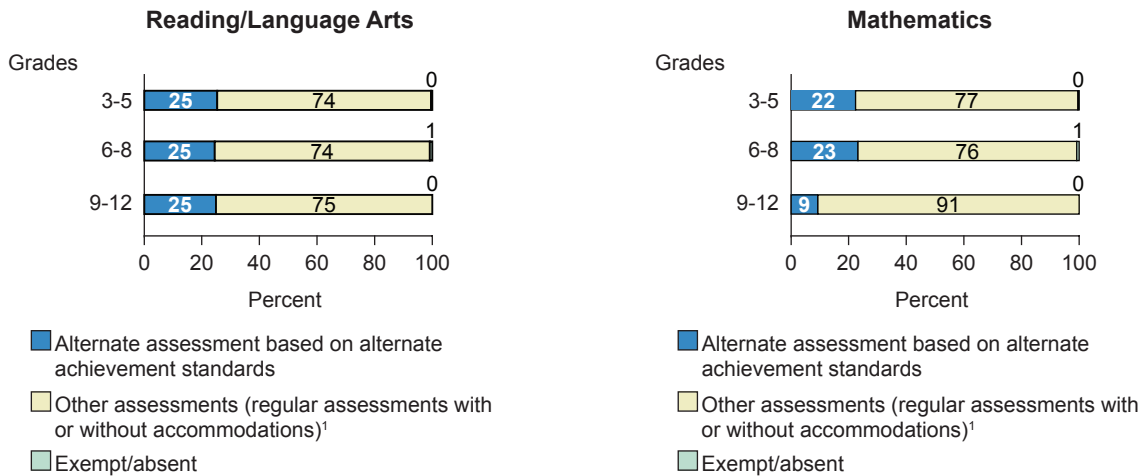 Reading/Language Arts
Grades
0
3-5 25 74
1
6-8 25 74
0
9-12 25 75
0 20 40 60 80 100
Percent
Alternate assessment based on alternate
achievement standards
Other assessments (regular assessments with
or without accommodations)¹
Exempt/absent
Mathematics
Grades
0
3-5 22 77
1
6-8 23 76
0
9-12 9 91
0 20 40 60 80 100
Percent
Alternate assessment based on alternate
achievement standards
Other assessments (regular assessments with
or without accommodations)¹
Exempt/absent